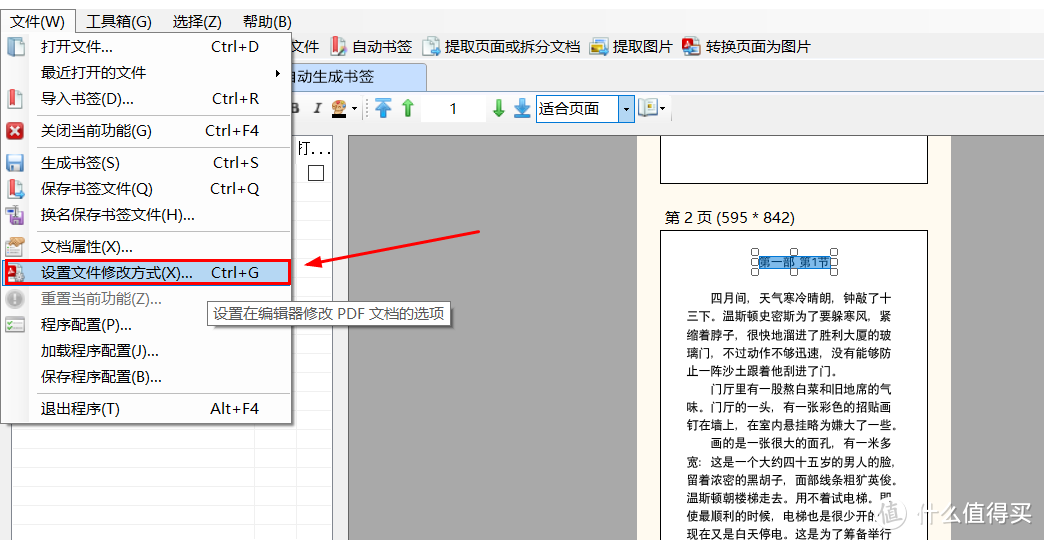 文件(W) 工具箱(G) 选择(Z) 帮助(B)
文件 自动书签 提取页面或拆分文档 提取图片 转换页面为图片
自动生成书签
B I 1 适合页面
打开文件... Ctrl+D
最近打开的文件
导入书签(D)... Ctrl+R
关闭当前功能(G) Ctrl+F4
生成书签(S) Ctrl+S
保存书签文件(Q) Ctrl+Q
换名保存书签文件(H)...
文档属性(X)...
设置文件修改方式(X)... Ctrl+G
重置当前功能(Z)...
程序配置(P)...
加载程序配置(J)...
保存程序配置(B)...
退出程序(T) Alt+F4
设置在编辑器修改 PDF 文档的选项
打...
第 2 页 (595 * 842)
第一部 第1节
四月间，天气寒冷晴朗，钟敲了十
三下。温斯顿史密斯为了要躲寒风，紧
缩着脖子，很快地溜进了胜利大厦的玻
璃门，不过动作不够迅速，没有能够防
止一阵沙土跟着他刮进了门。
门厅里有一股熬白菜和旧地席的气
味。门厅的一头，有一张彩色的招贴画
钉在墙上，在室内悬挂略为嫌大了一些。
画的是一张很大的面孔，有一米多
宽：这是一个大约四十五岁的男人的脸，
留着浓密的黑胡子，面部线条粗犷英俊。
温斯顿朝楼梯走去。用不着试电梯。即
使最顺利的时候，电梯也是很少开的，
现在又是白天停电。这是为了筹备举行
值 什么值得买